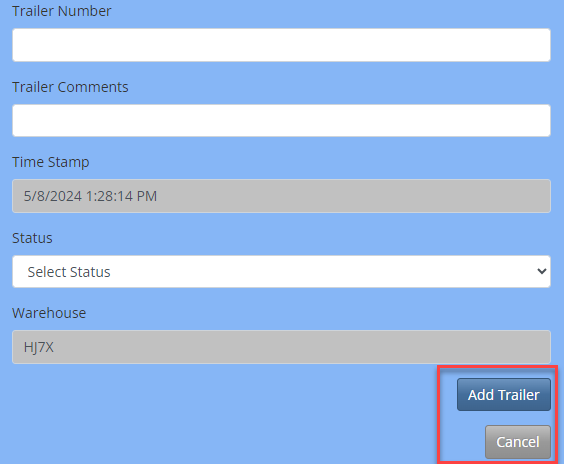 Trailer Number
Trailer Comments
Time Stamp
5/8/2024 1:28:14 PM
Status
Select Status
Warehouse
HJ7X
Add Trailer
Cancel